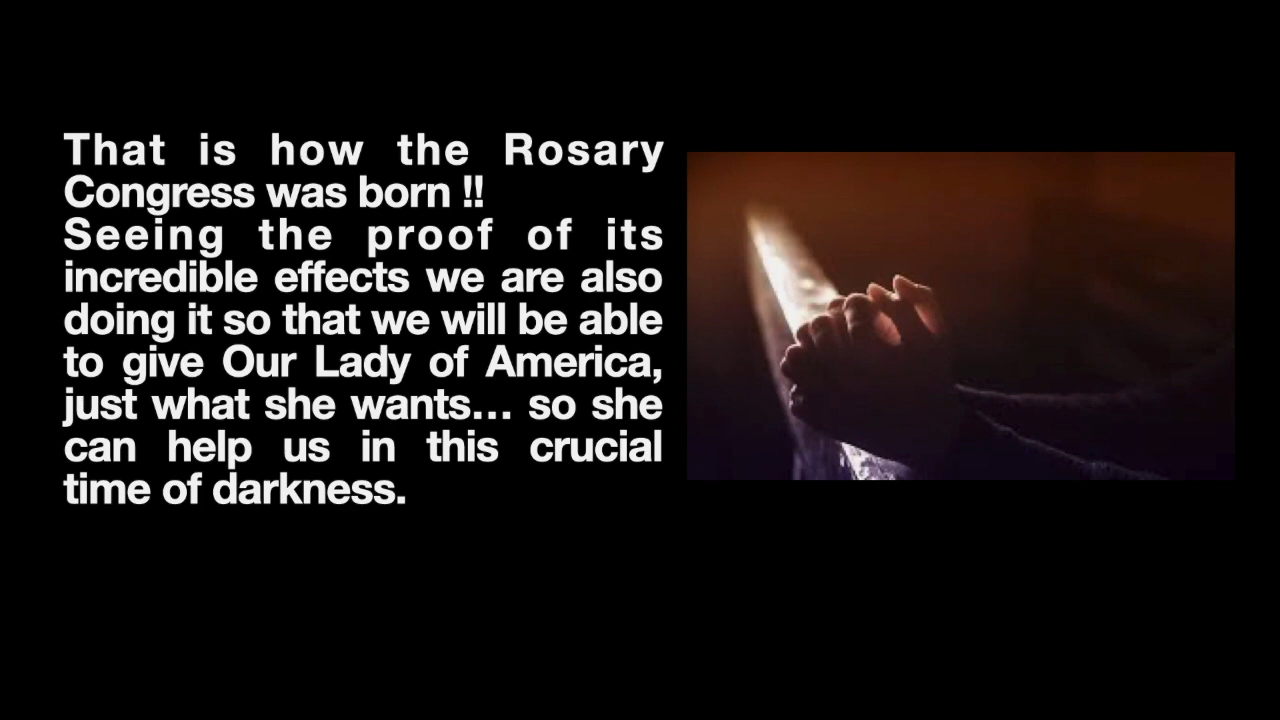 That is how the Rosary
Congress was born !!
Seeing the proof of its
incredible effects we are also
doing it so that we will be able
to give Our Lady of America,
just what she wants... so she
can help us in this crucial
time of darkness.